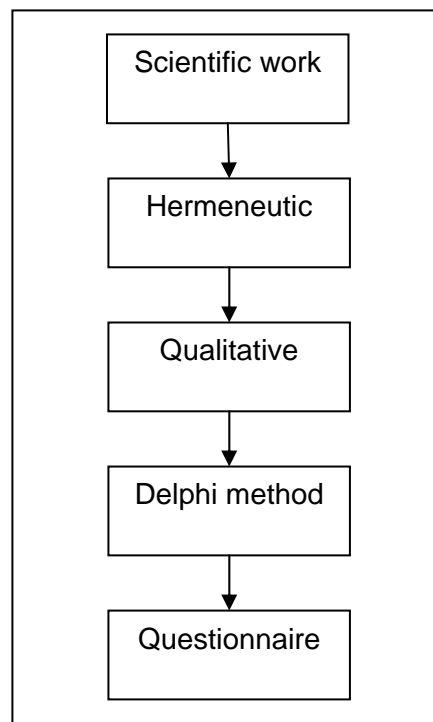 Scientific work
Hermeneutic
Qualitative
Delphi method
Questionnaire